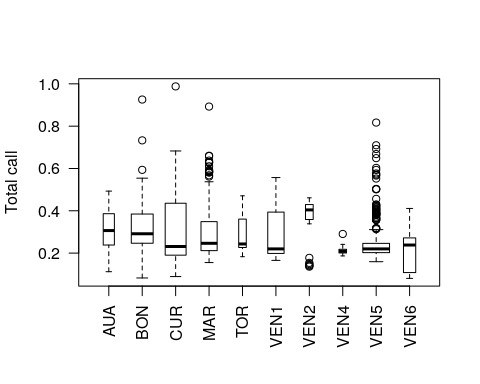 Total call
1.0
0.8
0.6
0.4
0.2
AUA
BON
CUR
MAR
TOR
VEN1
VEN2
VEN4
VEN5
VEN6